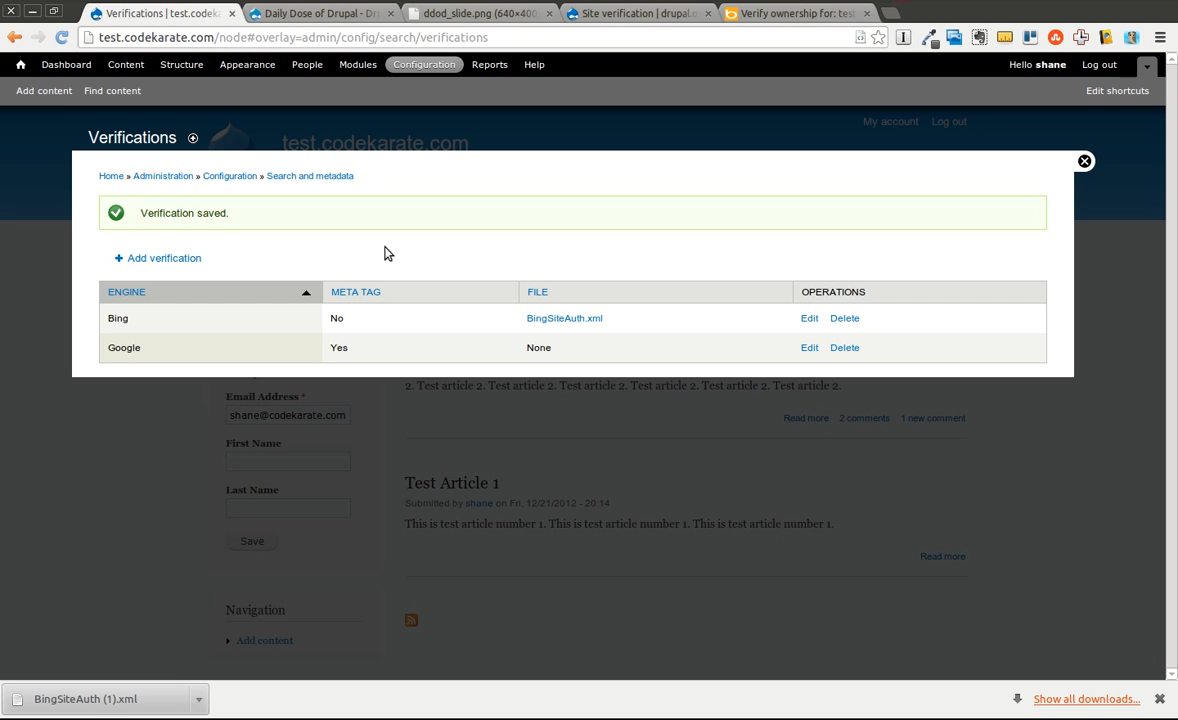 Verifications | test.codeka
Daily Dose of Drupal - Dr
ddod_slide.png (640×400
Site verification | drupal.o
Verify ownership for: test
test.codekarate.com/node#overlay=admin/config/search/verifications
Dashboard Content Structure Appearance People Modules Configuration Reports Help Hello shane Log out
Add content Find content Edit shortcuts
My account Log out
Verifications
test.codekarate.com
Home » Administration » Configuration » Search and metadata
Verification saved.
+ Add verification
ENGINE META TAG FILE OPERATIONS
Bing No BingSiteAuth.xml Edit Delete
Google Yes None Edit Delete
2. Test article 2. Test article 2. Test article 2. Test article 2. Test article 2. Test article 2.
Email Address *
shane@codekarate.com
Read more 2 comments 1 new comment
First Name
Last Name
Save
Test Article 1
Submitted by shane on Fri, 12/21/2012 - 20:14
This is test article number 1. This is test article number 1. This is test article number 1.
Read more
Navigation
Add content
BingSiteAuth (1).xml
Show all downloads...